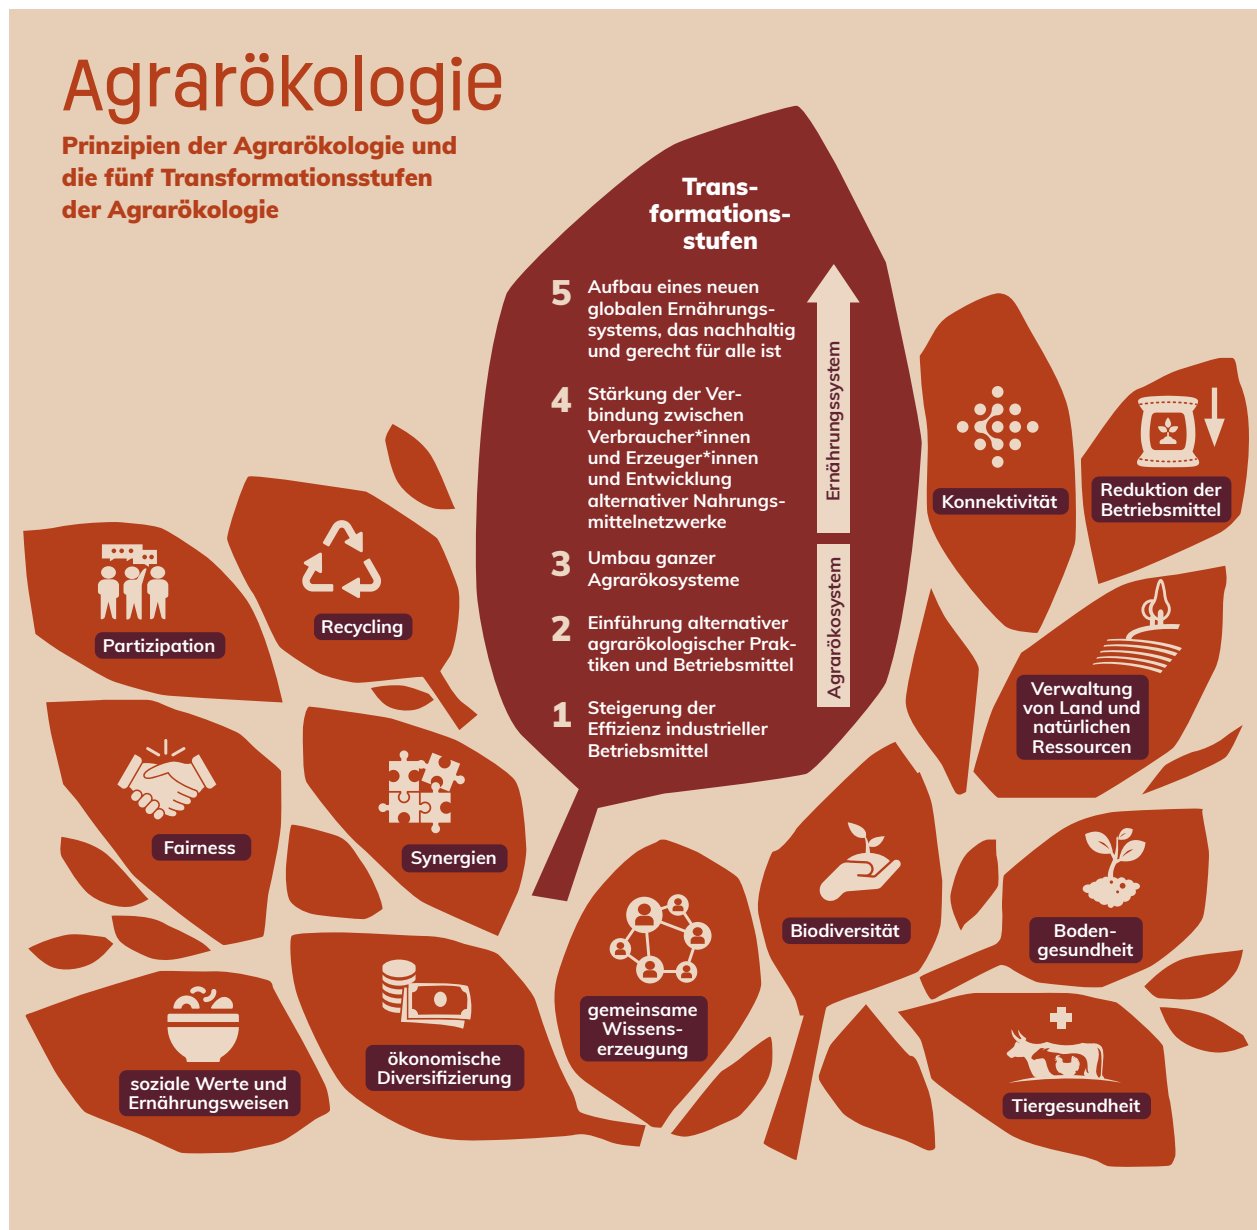 Agrarökologie
Prinzipien der Agrarökologie und
die fünf Transformationsstufen
der Agrarökologie
Trans-
formations-
stufen
5 Aufbau eines neuen
globalen Ernährungs-
systems, das nachhaltig
und gerecht für alle ist
4 Stärkung der Ver-
bindung zwischen
Verbraucher*innen
und Erzeuger*innen
und Entwicklung
alternativer Nahrungs-
mittelnetzwerke
3 Umbau ganzer
Agrarökosysteme
2 Einführung alternativer
agrarökologischer Prak-
tiken und Betriebsmittel
1 Steigerung der
Effizienz industrieller
Betriebsmittel
Ernährungssystem
Agrarökosystem
Partizipation
Recycling
Fairness
Synergien
soziale Werte und
Ernährungsweisen
ökonomische
Diversifizierung
gemeinsame
Wissens-
erzeugung
Biodiversität
Konnektivität
Reduktion der
Betriebsmittel
Verwaltung
von Land und
natürlichen
Ressourcen
Boden-
gesundheit
Tiergesundheit